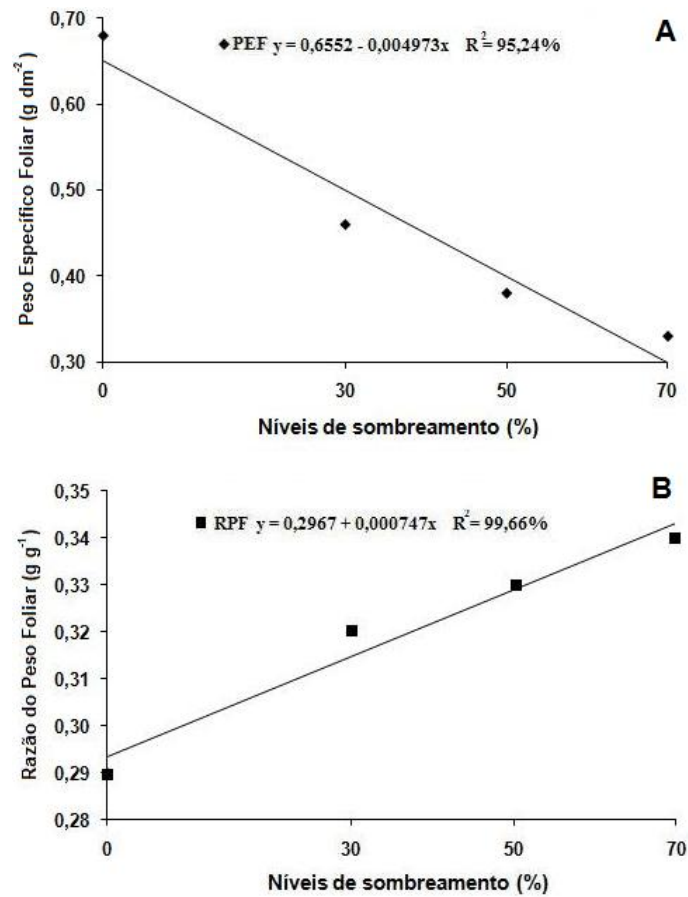 A
PEF y = 0,6552 - 0,004973x R² = 95,24%
Peso Específico Foliar (g dm⁻²)
0,70
0,60
0,50
0,40
0,30
0 30 50 70
Níveis de sombreamento (%)
B
RPF y = 0,2967 + 0,000747x R² = 99,66%
Razão do Peso Foliar (g g⁻¹)
0,35
0,34
0,33
0,32
0,31
0,30
0,29
0,28
0 30 50 70
Níveis de sombreamento (%)